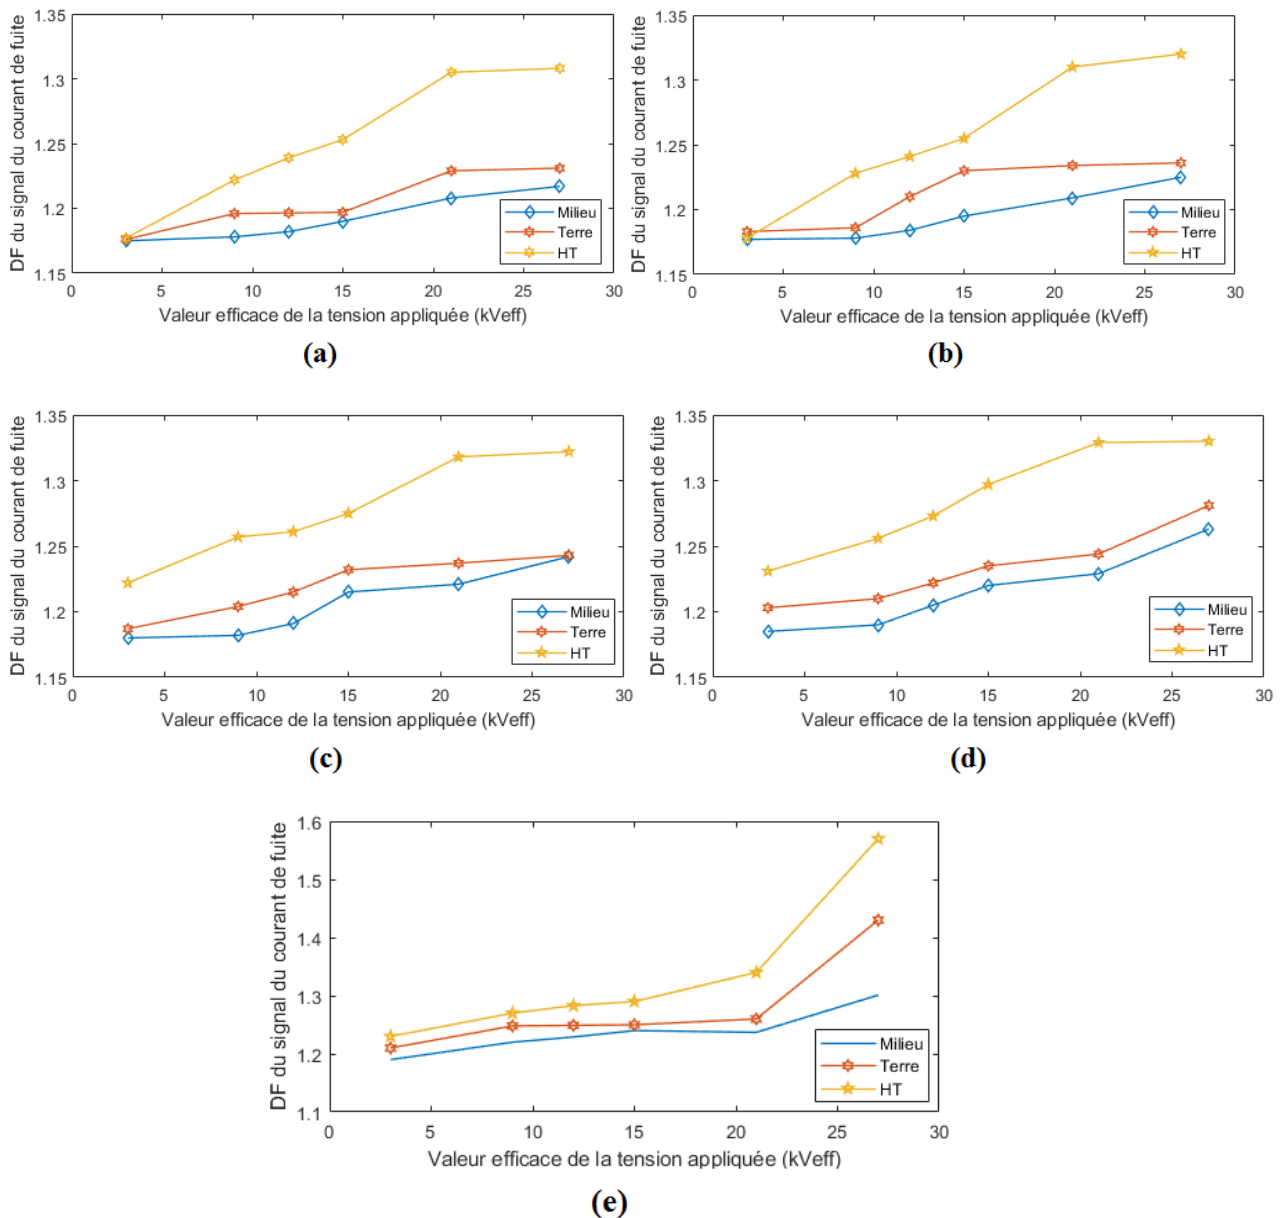 DF du signal du courant de fuite
1.35
1.3
1.25
1.2
1.15
0 5 10 15 20 25 30
Valeur efficace de la tension appliquée (kVeff)
Milieu
Terre
HT
(a)
DF du signal du courant de fuite
1.35
1.3
1.25
1.2
1.15
0 5 10 15 20 25 30
Valeur efficace de la tension appliquée (kVeff)
Milieu
Terre
HT
(b)
DF du signal du courant de fuite
1.35
1.3
1.25
1.2
1.15
0 5 10 15 20 25 30
Valeur efficace de la tension appliquée (kVeff)
Milieu
Terre
HT
(c)
DF du signal du courant de fuite
1.35
1.3
1.25
1.2
1.15
0 5 10 15 20 25 30
Valeur efficace de la tension appliquée (kVeff)
Milieu
Terre
HT
(d)
DF du signal du courant de fuite
1.6
1.5
1.4
1.3
1.2
1.1
0 5 10 15 20 25 30
Valeur efficace de la tension appliquée (kVeff)
Milieu
Terre
HT
(e)